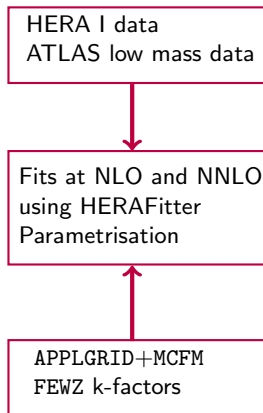 HERA I data
ATLAS low mass data
Fits at NLO and NNLO
using HERAFitter
Parametrisation
APPLGRID+MCFM
FEWZ k-factors